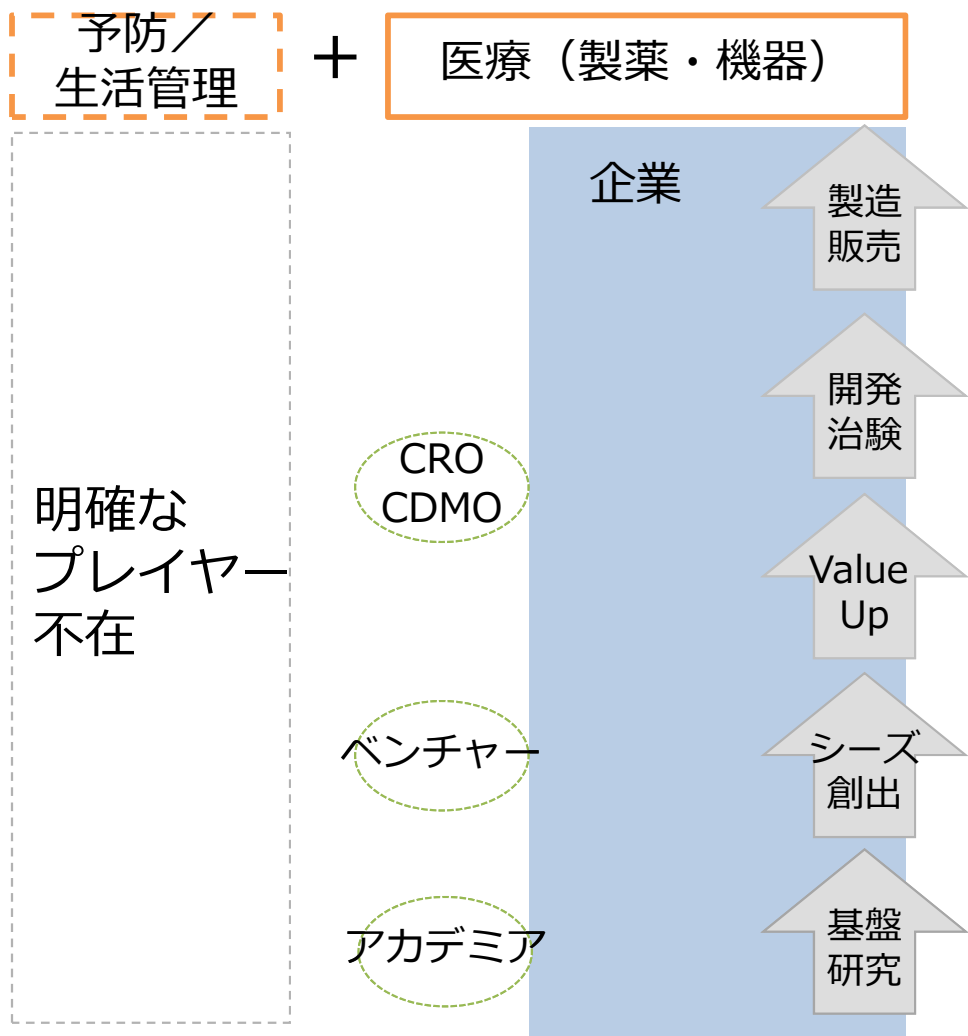 予防／
生活管理
＋
医療（製薬・機器）
企業
製造
販売
開発
治験
CRO
CDMO
明確な
プレイヤー
不在
Value
Up
ベンチャー
シーズ
創出
アカデミア
基盤
研究